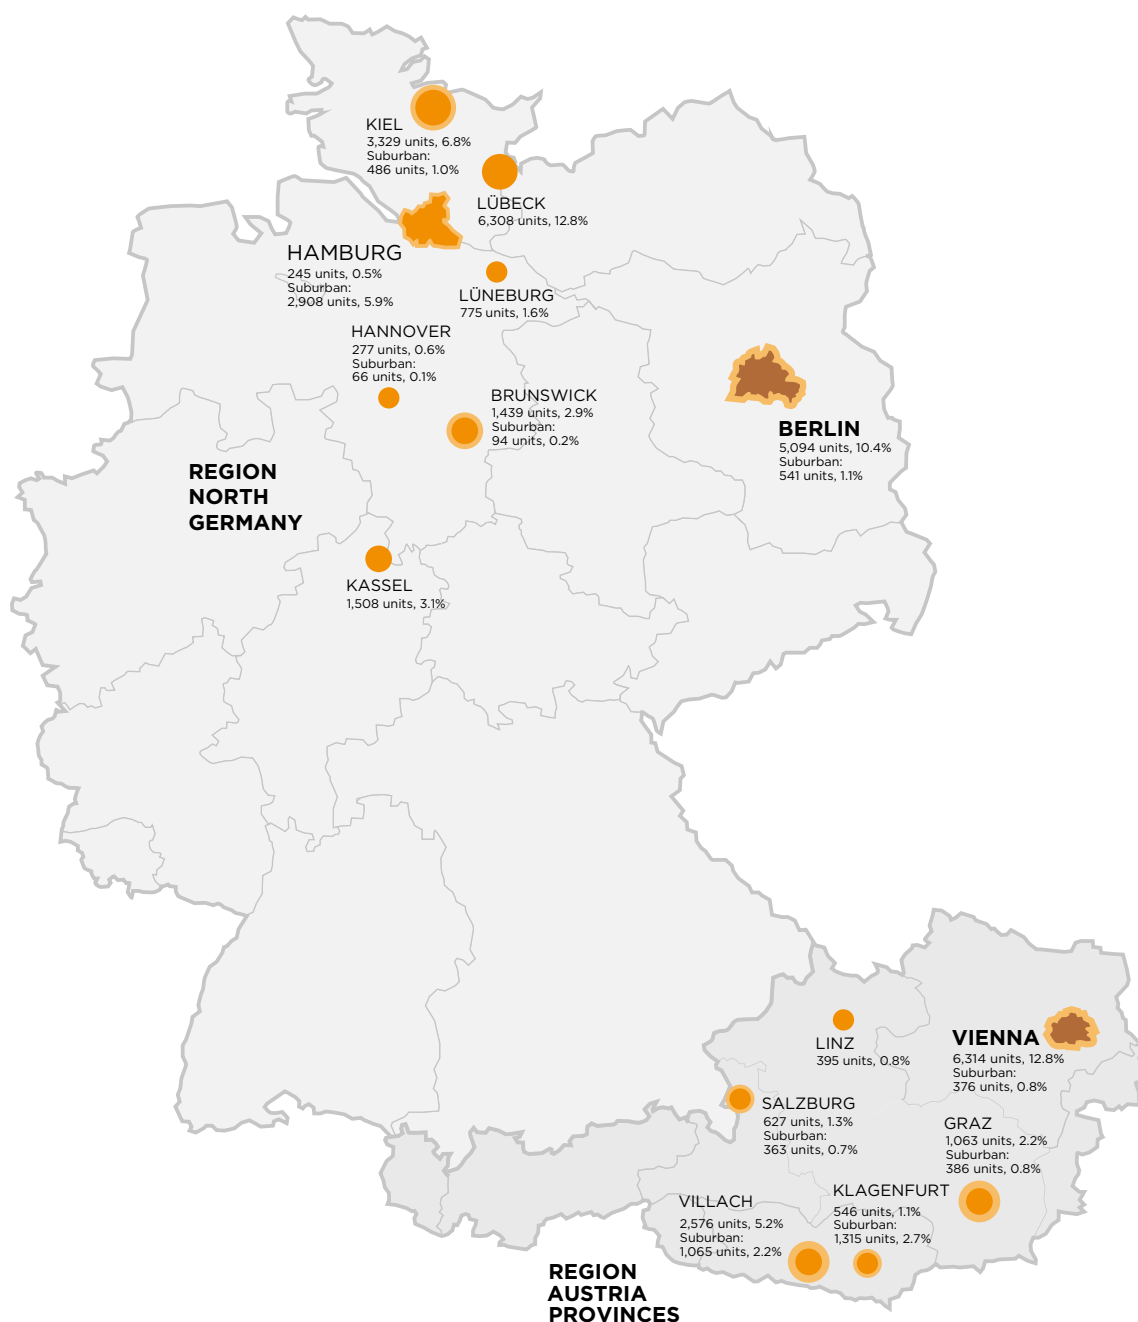 KIEL
3,329 units, 6.8%
Suburban:
486 units, 1.0%
LÜBECK
6,308 units, 12.8%
HAMBURG
245 units, 0.5%
Suburban:
2,908 units, 5.9%
LÜNEBURG
775 units, 1.6%
HANNOVER
277 units, 0.6%
Suburban:
66 units, 0.1%
BRUNSWICK
1,439 units, 2.9%
Suburban:
94 units, 0.2%
BERLIN
5,094 units, 10.4%
Suburban:
541 units, 1.1%
REGION
NORTH
GERMANY
KASSEL
1,508 units, 3.1%
LINZ
395 units, 0.8%
VIENNA
6,314 units, 12.8%
Suburban:
376 units, 0.8%
SALZBURG
627 units, 1.3%
Suburban:
363 units, 0.7%
GRAZ
1,063 units, 2.2%
Suburban:
386 units, 0.8%
VILLACH
2,576 units, 5.2%
Suburban:
1,065 units, 2.2%
KLAGENFURT
546 units, 1.1%
Suburban:
1,315 units, 2.7%
REGION
AUSTRIA
PROVINCES